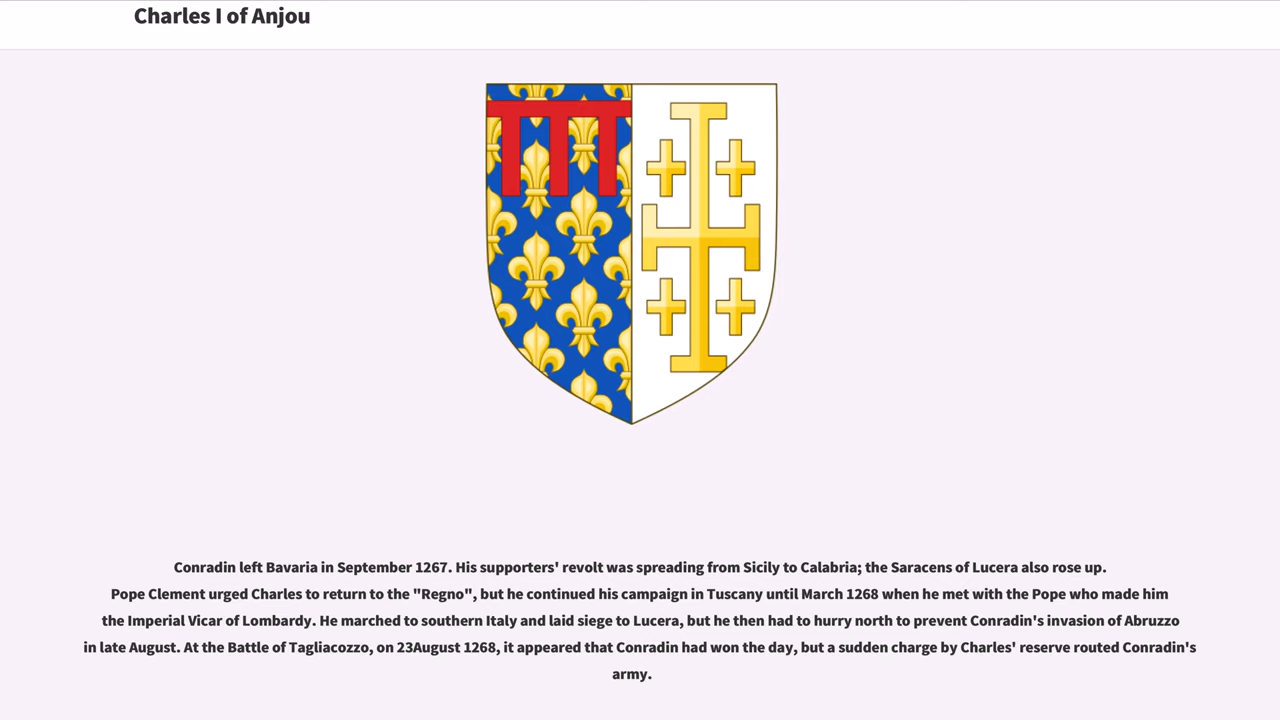 Charles I of Anjou
Conradin left Bavaria in September 1267. His supporters' revolt was spreading from Sicily to Calabria; the Saracens of Lucera also rose up.
Pope Clement urged Charles to return to the "Regno", but he continued his campaign in Tuscany until March 1268 when he met with the Pope who made him
the Imperial Vicar of Lombardy. He marched to southern Italy and laid siege to Lucera, but he then had to hurry north to prevent Conradin's invasion of Abruzzo
in late August. At the Battle of Tagliacozzo, on 23August 1268, it appeared that Conradin had won the day, but a sudden charge by Charles' reserve routed Conradin's
army.